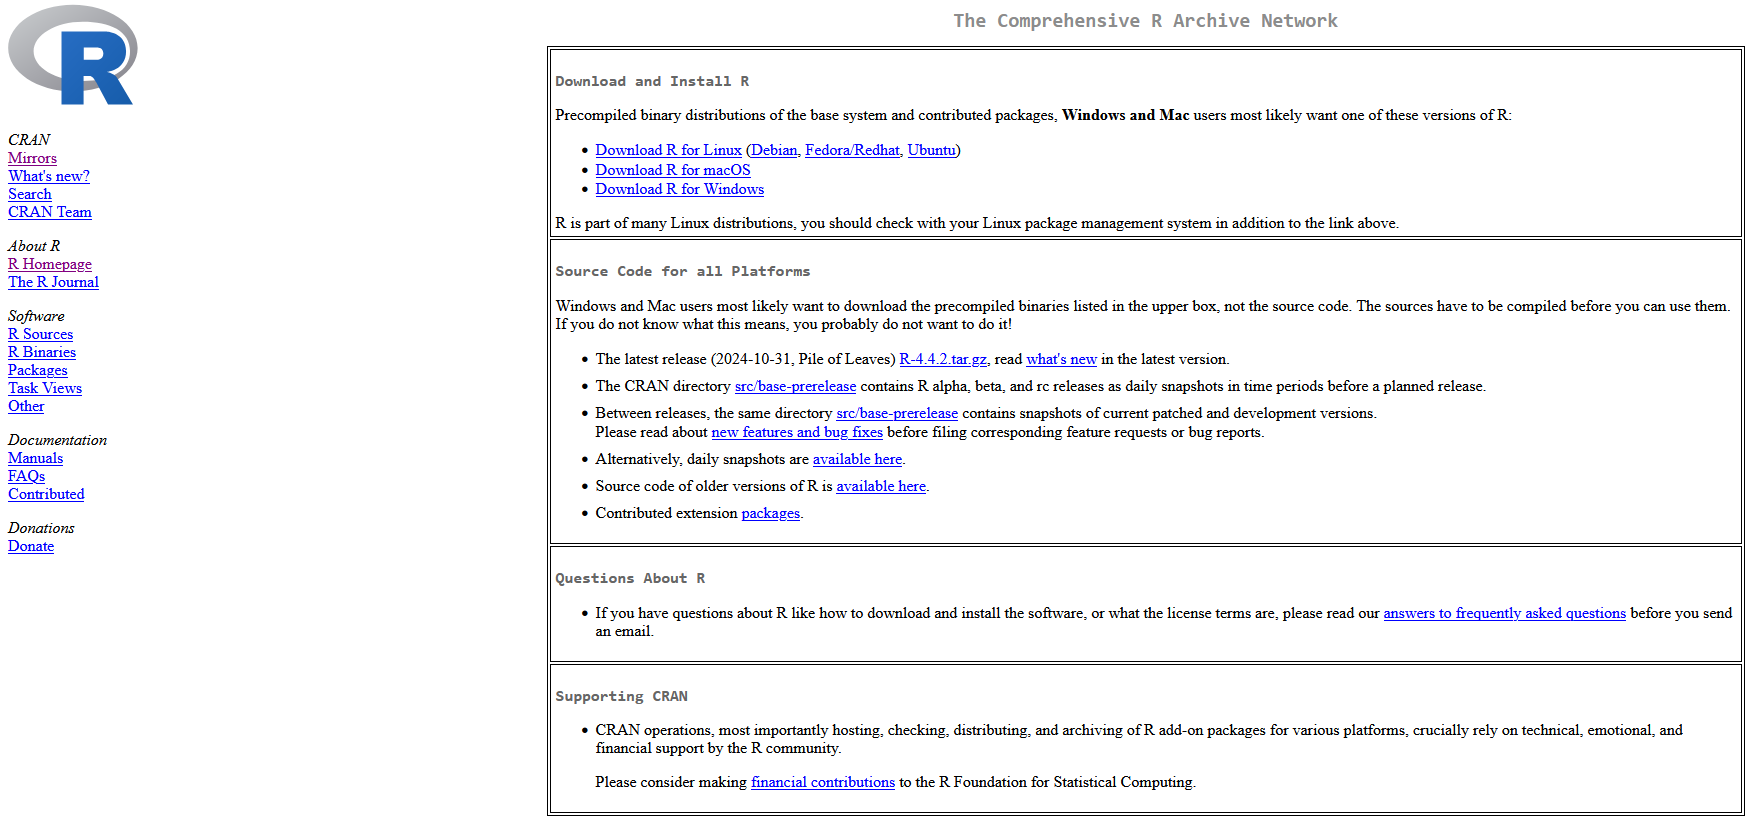 R
CRAN
Mirrors
What's new?
Search
CRAN Team
About R
R Homepage
The R Journal
Software
R Sources
R Binaries
Packages
Task Views
Other
Documentation
Manuals
FAQs
Contributed
Donations
Donate
The Comprehensive R Archive Network
Download and Install R
Precompiled binary distributions of the base system and contributed packages, Windows and Mac users most likely want one of these versions of R:
• Download R for Linux (Debian, Fedora/Redhat, Ubuntu)
• Download R for macOS
• Download R for Windows
R is part of many Linux distributions, you should check with your Linux package management system in addition to the link above.
Source Code for all Platforms
Windows and Mac users most likely want to download the precompiled binaries listed in the upper box, not the source code. The sources have to be compiled before you can use them.
If you do not know what this means, you probably do not want to do it!
• The latest release (2024-10-31, Pile of Leaves) R-4.4.2.tar.gz, read what's new in the latest version.
• The CRAN directory src/base-prerelease contains R alpha, beta, and rc releases as daily snapshots in time periods before a planned release.
• Between releases, the same directory src/base-prerelease contains snapshots of current patched and development versions.
Please read about new features and bug fixes before filing corresponding feature requests or bug reports.
• Alternatively, daily snapshots are available here.
• Source code of older versions of R is available here.
• Contributed extension packages.
Questions About R
• If you have questions about R like how to download and install the software, or what the license terms are, please read our answers to frequently asked questions before you send
an email.
Supporting CRAN
• CRAN operations, most importantly hosting, checking, distributing, and archiving of R add-on packages for various platforms, crucially rely on technical, emotional, and
financial support by the R community.
Please consider making financial contributions to the R Foundation for Statistical Computing.